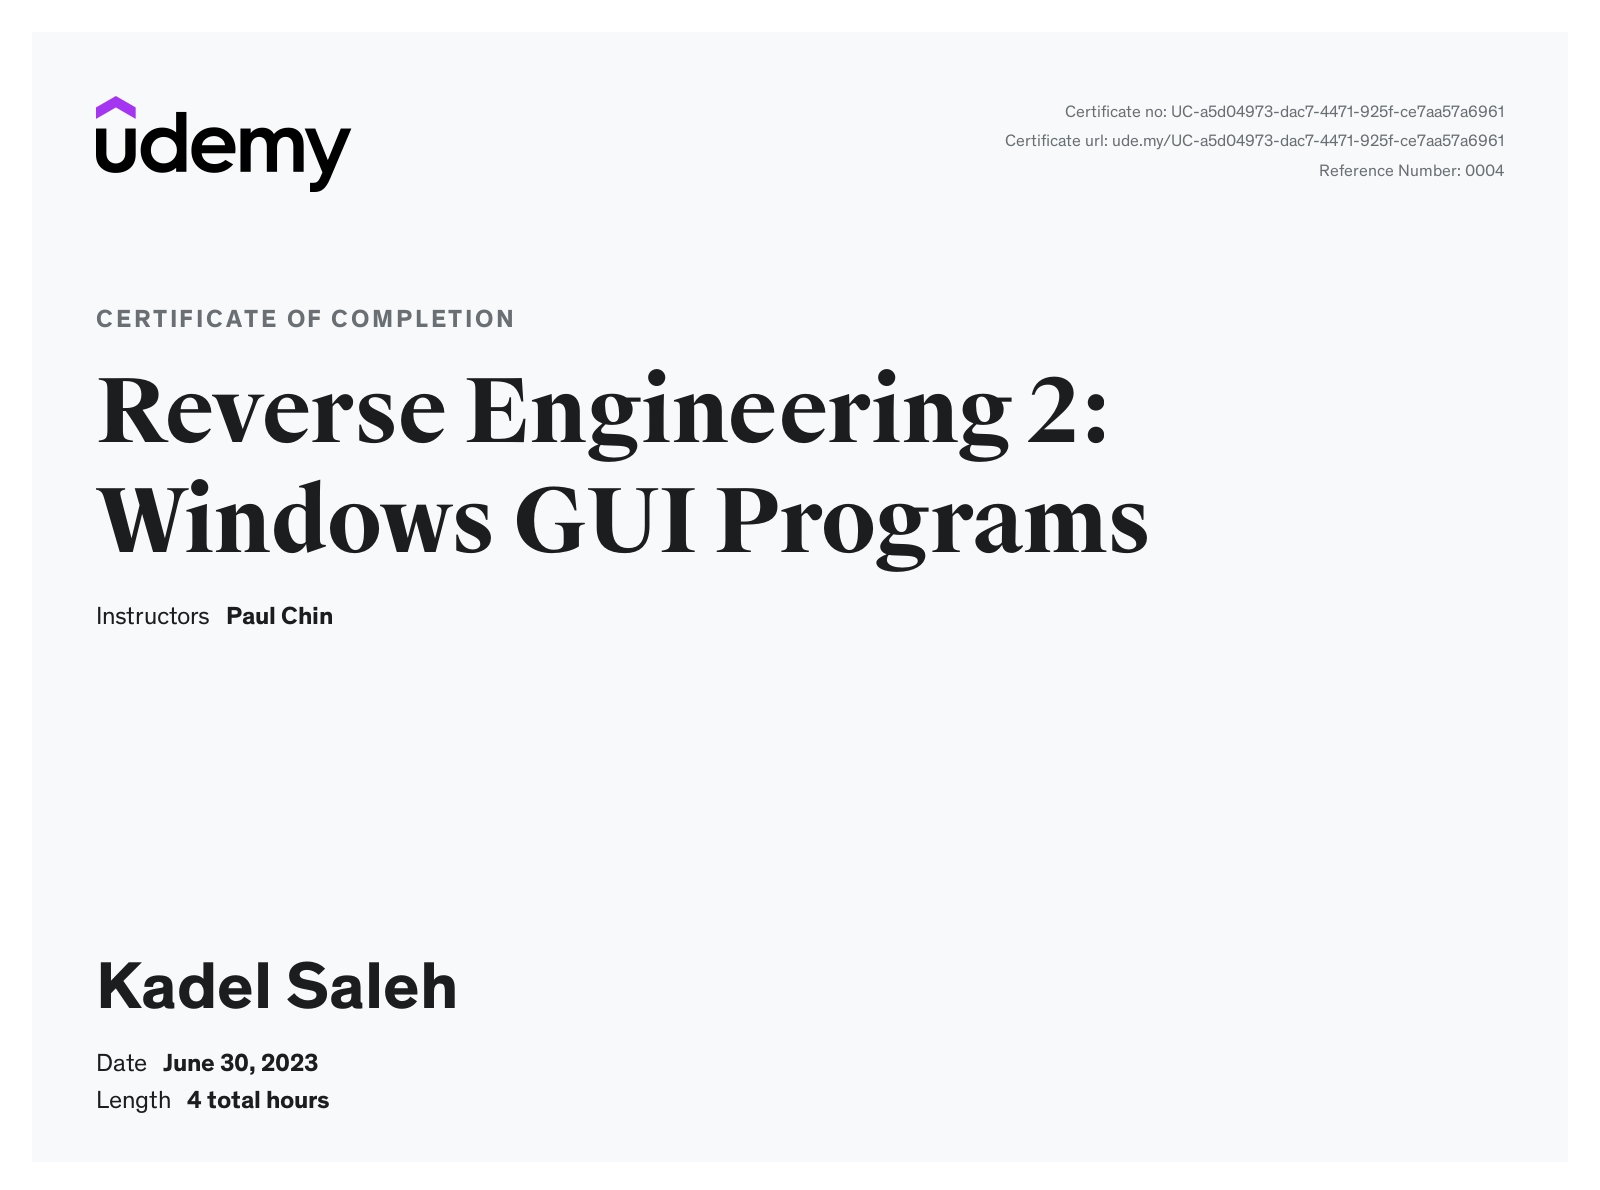 udemy
Certificate no: UC-a5d04973-dac7-4471-925f-ce7aa57a6961
Certificate url: ude.my/UC-a5d04973-dac7-4471-925f-ce7aa57a6961
Reference Number: 0004
CERTIFICATE OF COMPLETION
Reverse Engineering 2:
Windows GUI Programs
Instructors Paul Chin
Kadel Saleh
Date June 30, 2023
Length 4 total hours